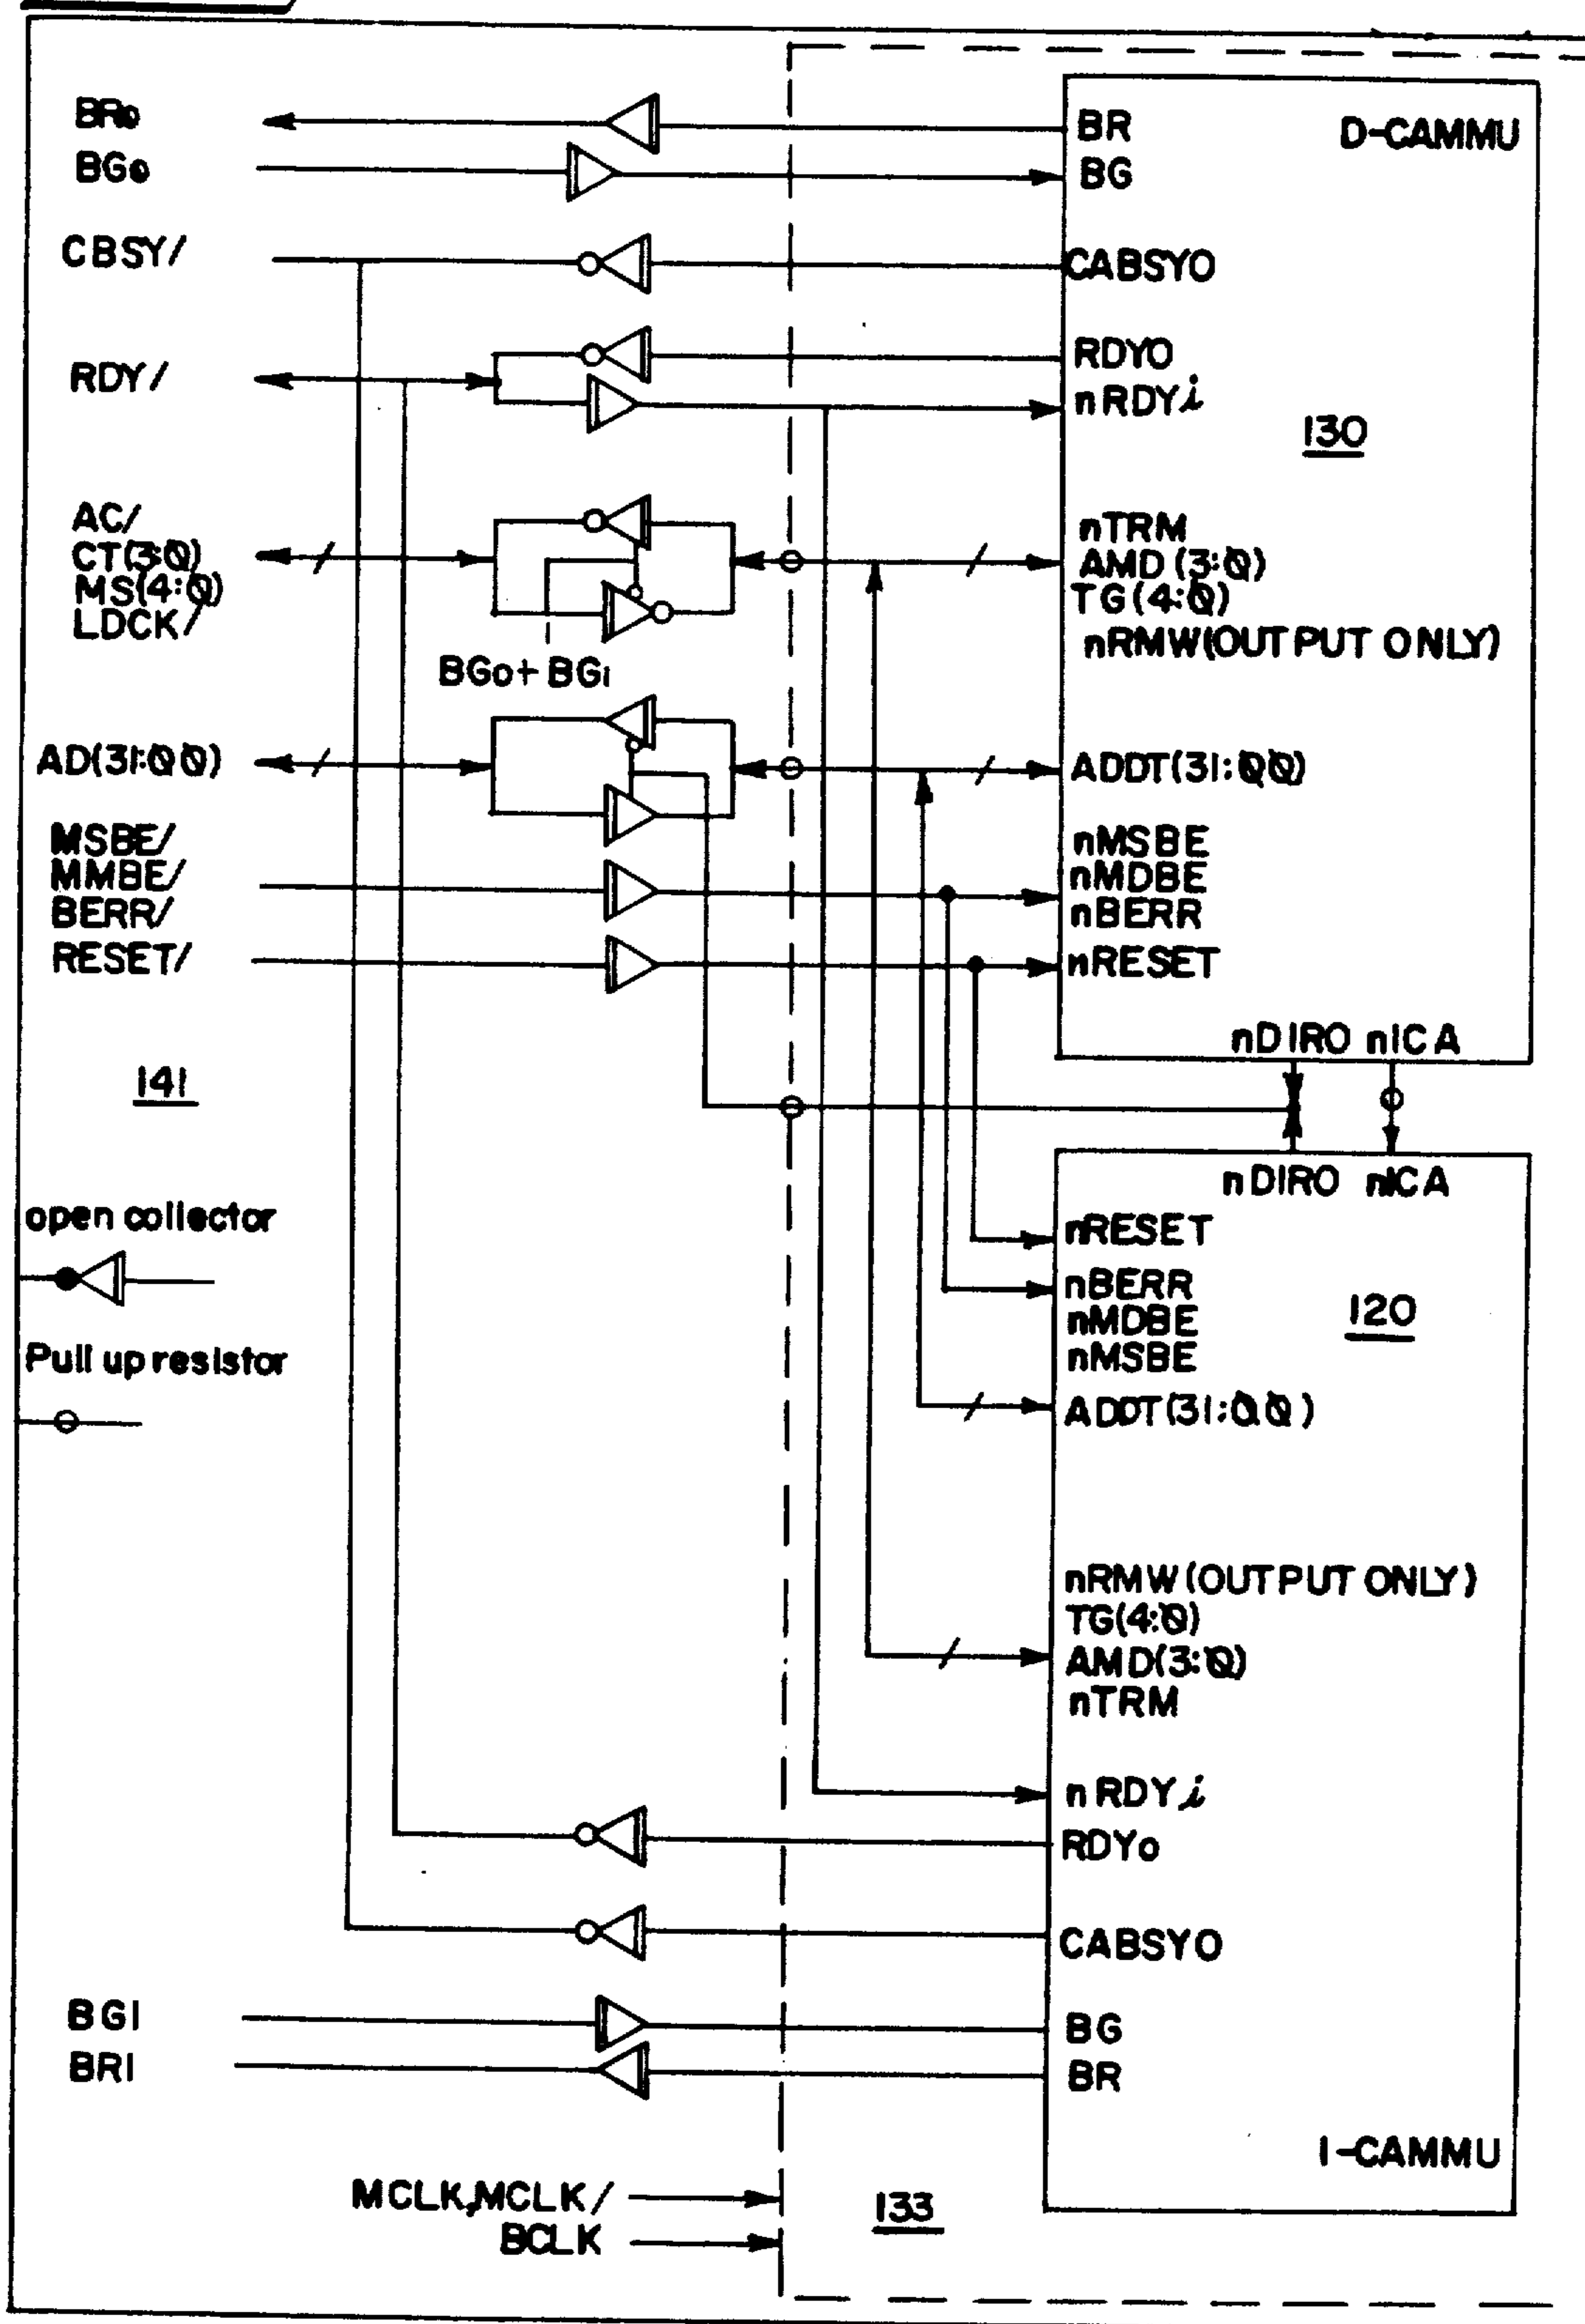 BRo
BR
D-CAMMU
BGo
BG
CBSY/
CABSYO
RDYO
RDY/
nRDYi
130
AC/
CT(3:0)
MS(4:0)
LDCK/
nTRM
AMD (3:0)
TG(4:0)
nRMW(OUTPUT ONLY)
BGo+BGi
AD(31:00)
ADDT(31:00)
MSBE/
MMBE/
BERR/
RESET/
nMSBE
nMDBE
nBERR
nRESET
nDIRO nICA
141
nDIRO nICA
open collector
nRESET
nBERR
nMDBE
nMSBE
120
Pull up resistor
ADDT(31:00)
nRMW(OUTPUT ONLY)
TG(4:0)
AMD(3:0)
nTRM
nRDYi
RDYo
CABSYO
BG1
BG
BR1
BR
I-CAMMU
MCLK,MCLK/
BCLK
133